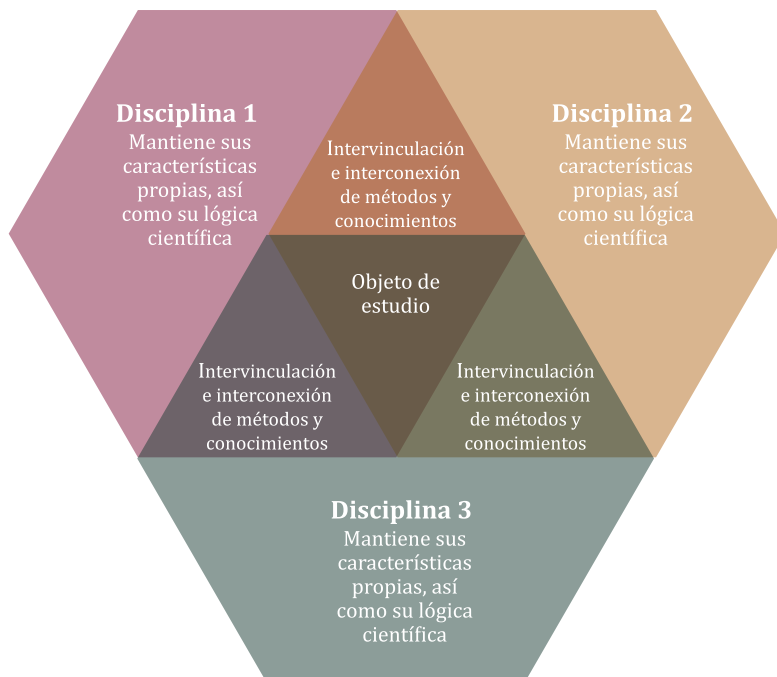 Disciplina 1
Mantiene sus
características
propias, así
como su lógica
científica
Intervinculación
e interconexión
de métodos y
conocimientos
Disciplina 2
Mantiene sus
características
propias, así
como su lógica
científica
Objeto de
estudio
Intervinculación
e interconexión
de métodos y
conocimientos
Intervinculación
e interconexión
de métodos y
conocimientos
Disciplina 3
Mantiene sus
características
propias, así
como su lógica
científica